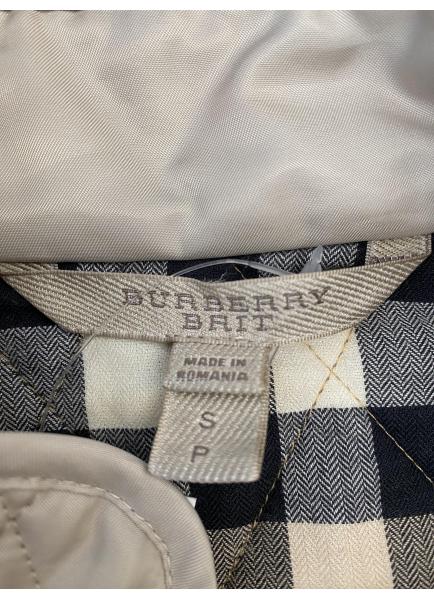 BURBERRY
BRIT
MADE IN
ROMANIA
S
P